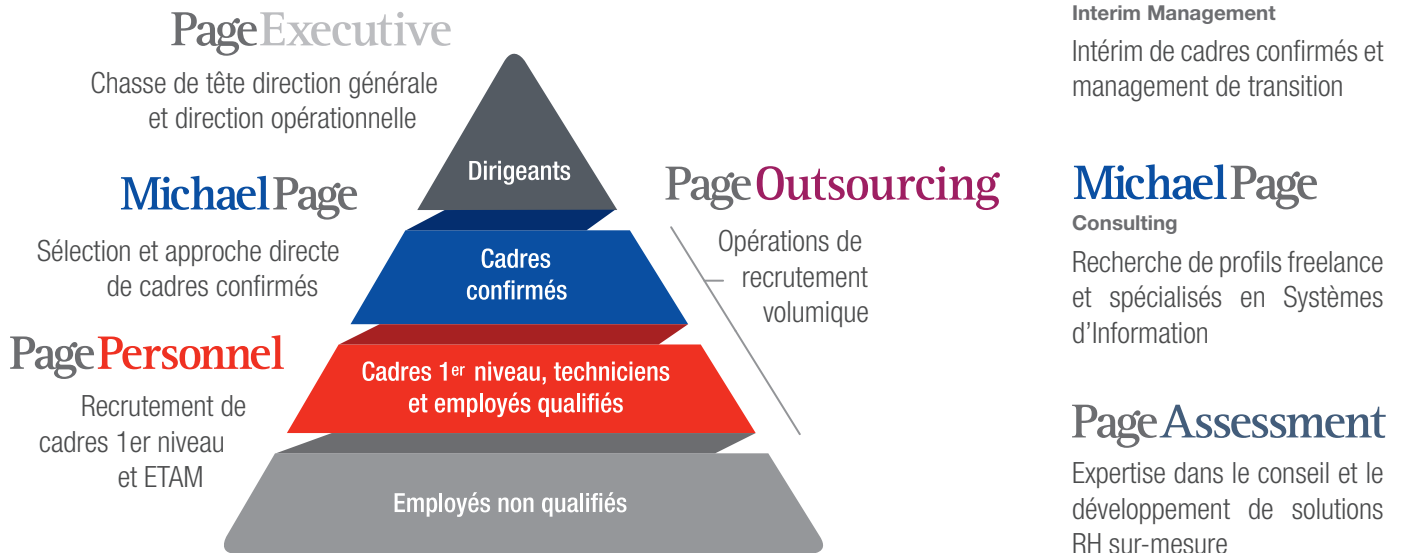 PageExecutive
Chasse de tête direction générale
et direction opérationnelle
MichaelPage
Sélection et approche directe
de cadres confirmés
PagePersonnel
Recrutement de
cadres 1er niveau
et ETAM
Dirigeants
Cadres
confirmés
Cadres 1er niveau, techniciens
et employés qualifiés
Employés non qualifiés
PageOutsourcing
Opérations de
recrutement
volumique
Interim Management
Intérim de cadres confirmés et
management de transition
MichaelPage
Consulting
Recherche de profils freelance
et spécialisés en Systèmes
d’Information
PageAssessment
Expertise dans le conseil et le
développement de solutions
RH sur-mesure